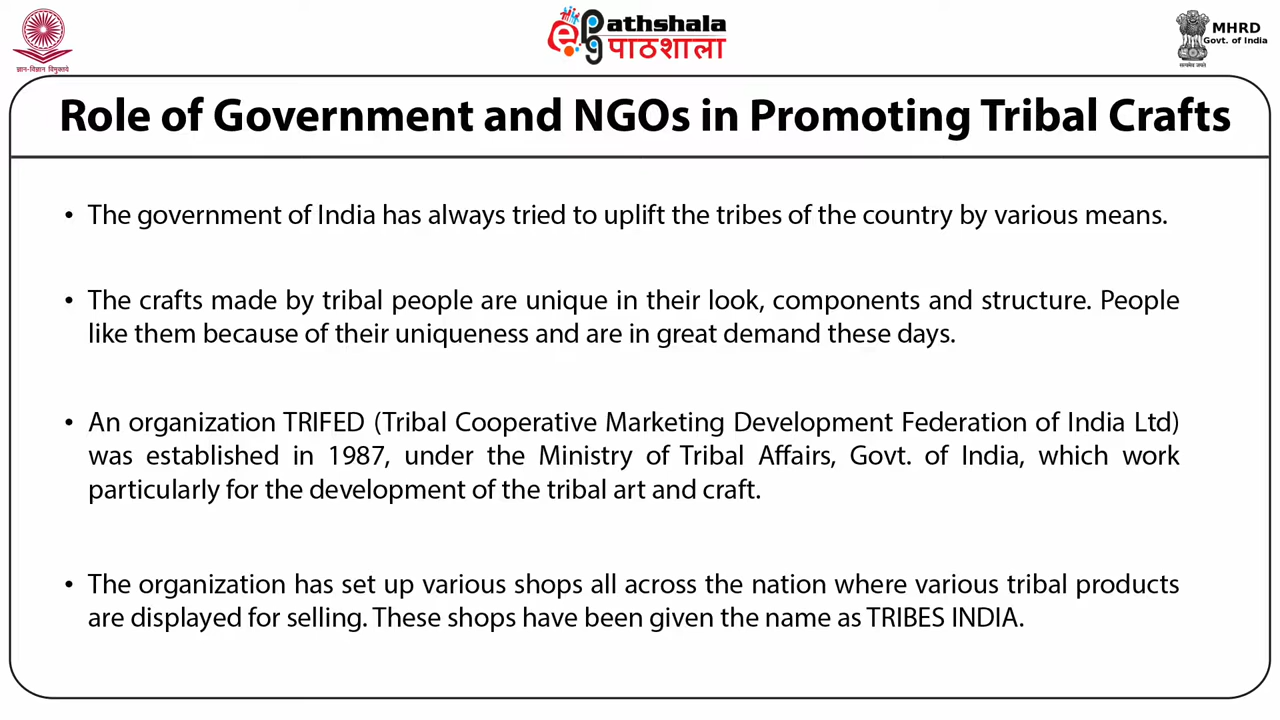 ज्ञान-विज्ञान विमुक्तये
ePG Pathshala
पाठशाला
MHRD
Govt. of India
सत्यमेव जयते
Role of Government and NGOs in Promoting Tribal Crafts
• The government of India has always tried to uplift the tribes of the country by various means.
• The crafts made by tribal people are unique in their look, components and structure. People
like them because of their uniqueness and are in great demand these days.
• An organization TRIFED (Tribal Cooperative Marketing Development Federation of India Ltd)
was established in 1987, under the Ministry of Tribal Affairs, Govt. of India, which work
particularly for the development of the tribal art and craft.
• The organization has set up various shops all across the nation where various tribal products
are displayed for selling. These shops have been given the name as TRIBES INDIA.